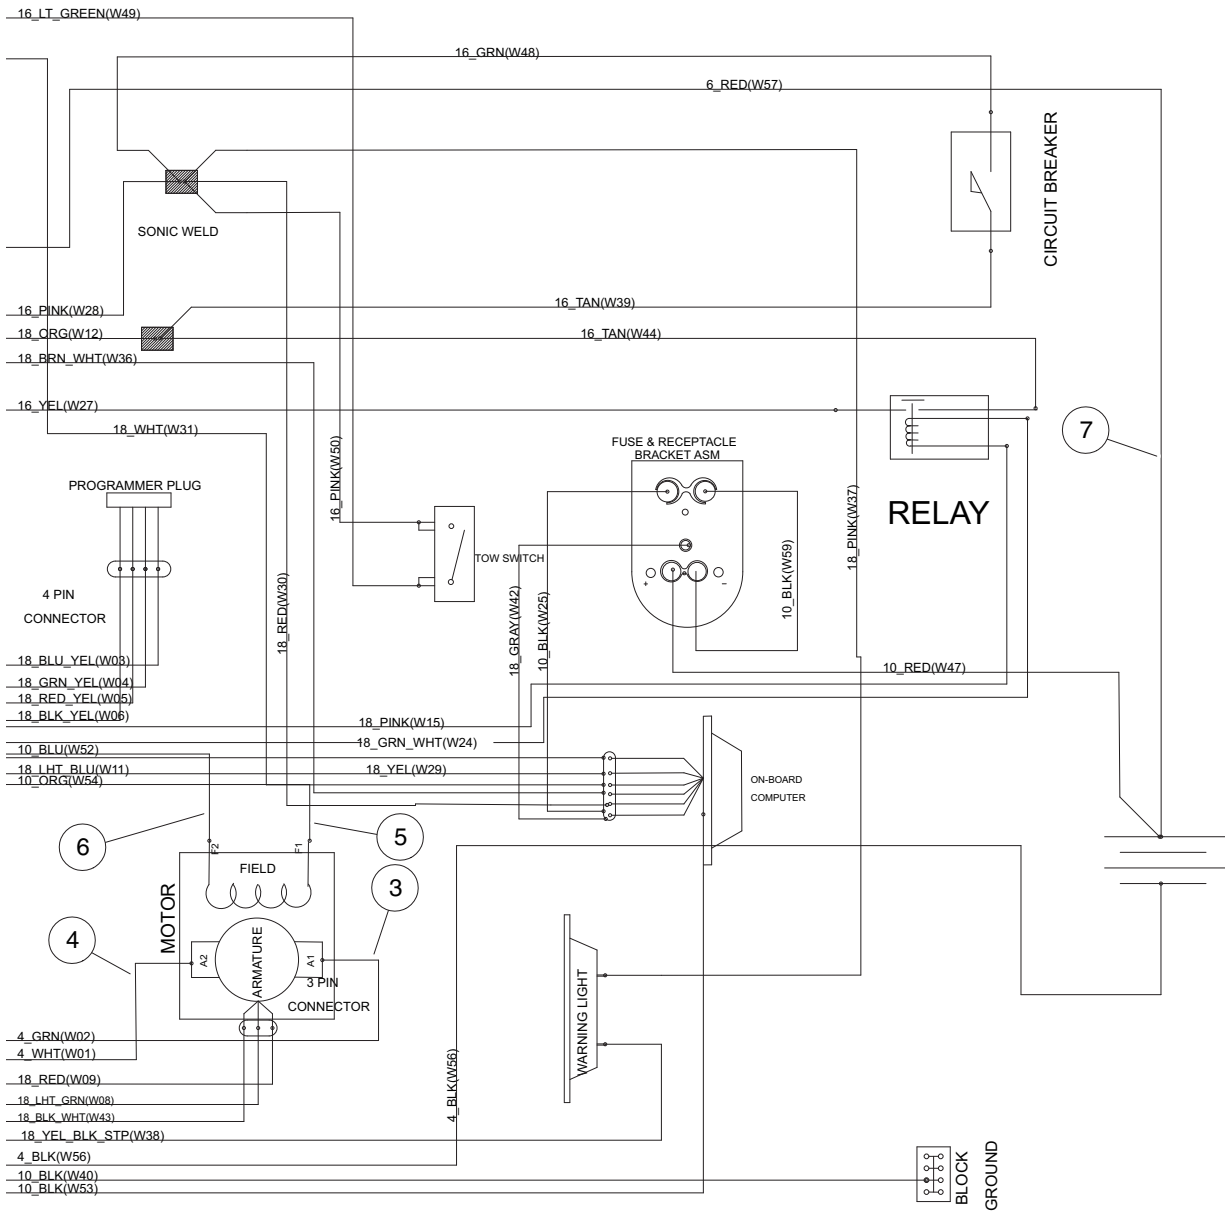 16_LT_GREEN(W49)
16_GRN(W48)
6_RED(W57)
CIRCUIT BREAKER
SONIC WELD
16_PINK(W28)
16_TAN(W39)
18_ORG(W12)
16_TAN(W44)
18_BRN_WHT(W36)
16_YEL(W27)
18_WHT(W31)
7
FUSE & RECEPTACLE
BRACKET ASM
16_PINK(W50)
PROGRAMMER PLUG
18_PINK(W37)
RELAY
TOW SWITCH
10_BLK(W59)
4 PIN
CONNECTOR
18_RED(W30)
18_GRAY(W42)
10_BLK(W25)
+
−
18_BLU_YEL(W03)
10_RED(W47)
18_GRN_YEL(W04)
18_RED_YEL(W05)
18_BLK_YEL(W06)
18_PINK(W15)
18_GRN_WHT(W24)
10_BLU(W52)
18_LHT_BLU(W11)
18_YEL(W29)
10_ORG(W54)
ON-BOARD
COMPUTER
6
5
F2
F1
FIELD
3
MOTOR
4
A2
ARMATURE
A1
3 PIN
CONNECTOR
WARNING LIGHT
4_GRN(W02)
4_WHT(W01)
4_BLK(W56)
18_RED(W09)
18_LHT_GRN(W08)
18_BLK_WHT(W43)
18_YEL_BLK_STP(W38)
4_BLK(W56)
10_BLK(W40)
10_BLK(W53)
BLOCK
GROUND